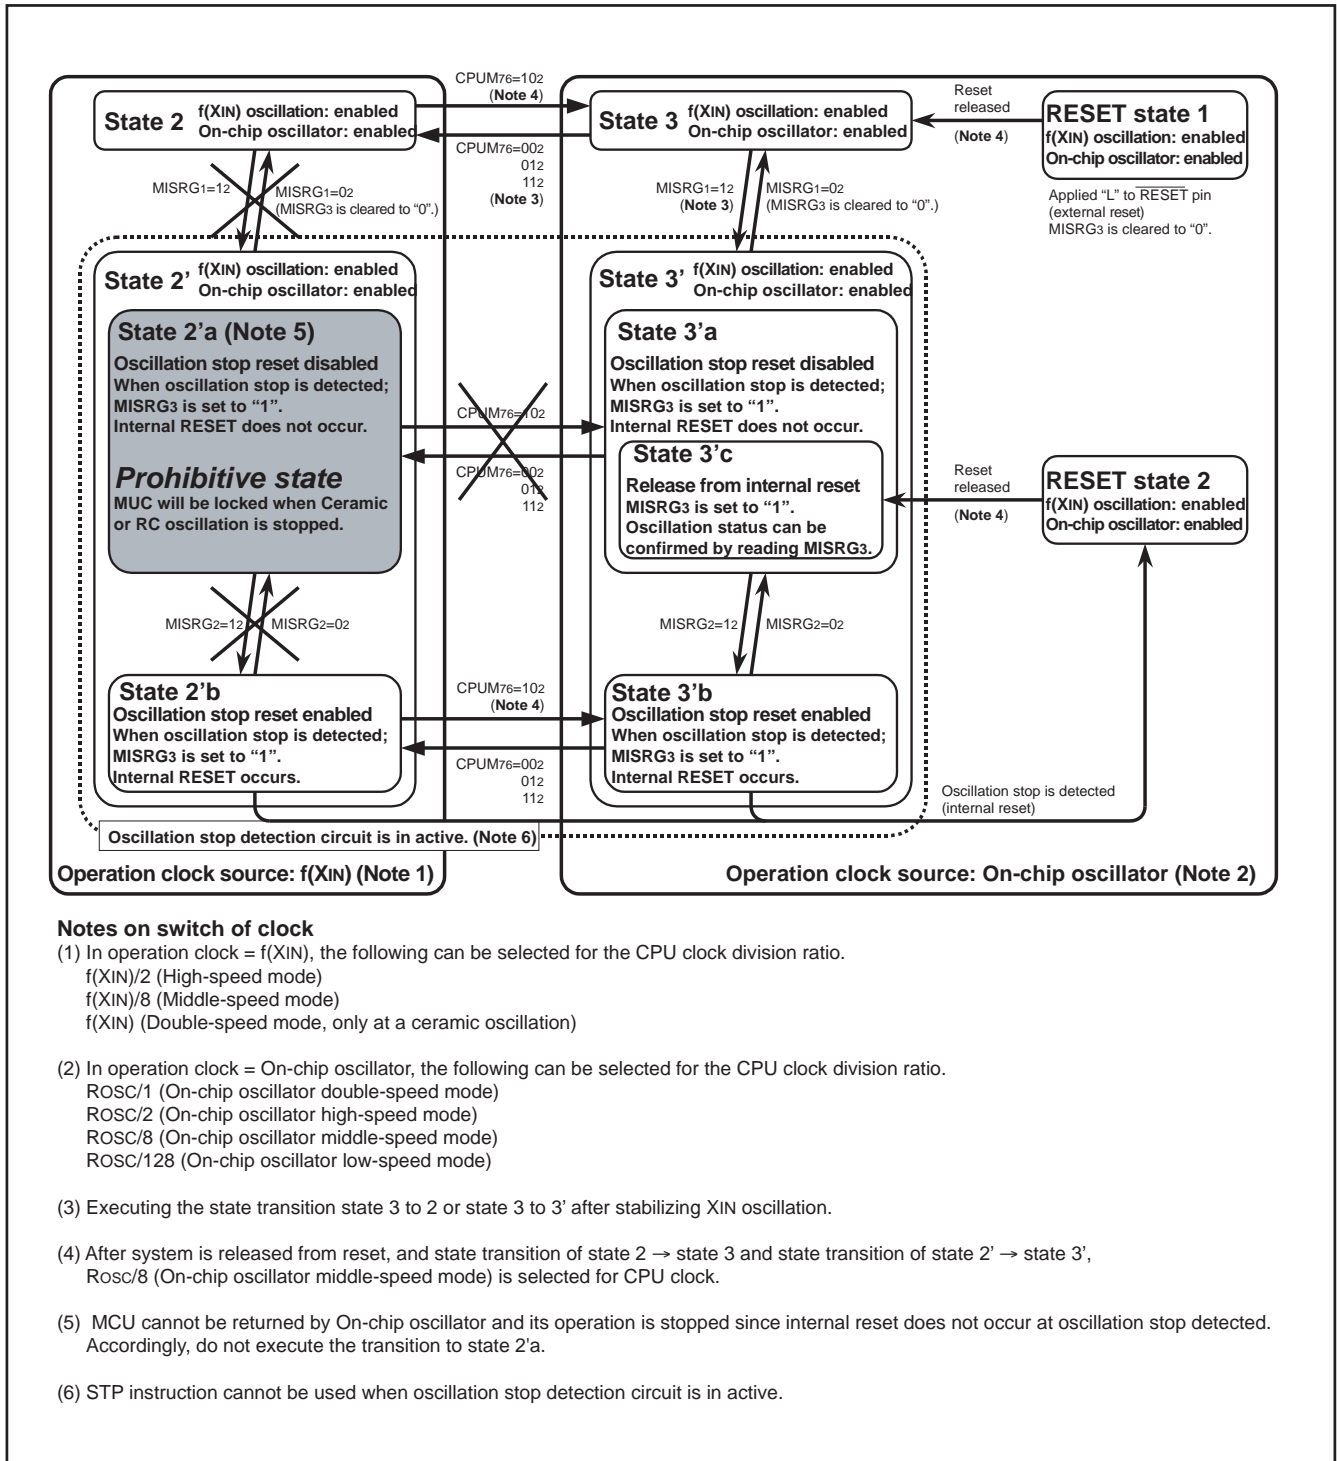 CPUM76=102
(Note 4)
State 2
f(XIN) oscillation: enabled
On-chip oscillator: enabled
State 3
f(XIN) oscillation: enabled
On-chip oscillator: enabled
Reset
released
(Note 4)
RESET state 1
f(XIN) oscillation: enabled
On-chip oscillator: enabled
CPUM76=002
012
112
(Note 3)
MISRG1=12
MISRG1=02
(MISRG3 is cleared to “0”.)
MISRG1=12
(Note 3)
MISRG1=02
(MISRG3 is cleared to “0”.)
Applied “L” to RESET pin
(external reset)
MISRG3 is cleared to “0”.
State 2’
f(XIN) oscillation: enabled
On-chip oscillator: enabled
State 3’
f(XIN) oscillation: enabled
On-chip oscillator: enabled
State 2’a (Note 5)
Oscillation stop reset disabled
When oscillation stop is detected;
MISRG3 is set to “1”.
Internal RESET does not occur.
Prohibitive state
MUC will be locked when Ceramic
or RC oscillation is stopped.
CPUM76=102
CPUM76=002
012
112
State 3’a
Oscillation stop reset disabled
When oscillation stop is detected;
MISRG3 is set to “1”.
Internal RESET does not occur.
State 3’c
Release from internal reset
MISRG3 is set to “1”.
Oscillation status can be
confirmed by reading MISRG3.
Reset
released
(Note 4)
RESET state 2
f(XIN) oscillation: enabled
On-chip oscillator: enabled
MISRG2=12
MISRG2=02
MISRG2=12
MISRG2=02
State 2’b
Oscillation stop reset enabled
When oscillation stop is detected;
MISRG3 is set to “1”.
Internal RESET occurs.
CPUM76=102
(Note 4)
CPUM76=002
012
112
State 3’b
Oscillation stop reset enabled
When oscillation stop is detected;
MISRG3 is set to “1”.
Internal RESET occurs.
Oscillation stop is detected
(internal reset)
Oscillation stop detection circuit is in active. (Note 6)
Operation clock source: f(XIN) (Note 1)
Operation clock source: On-chip oscillator (Note 2)
Notes on switch of clock
(1) In operation clock = f(XIN), the following can be selected for the CPU clock division ratio.
f(XIN)/2 (High-speed mode)
f(XIN)/8 (Middle-speed mode)
f(XIN) (Double-speed mode, only at a ceramic oscillation)
(2) In operation clock = On-chip oscillator, the following can be selected for the CPU clock division ratio.
ROSC/1 (On-chip oscillator double-speed mode)
ROSC/2 (On-chip oscillator high-speed mode)
ROSC/8 (On-chip oscillator middle-speed mode)
ROSC/128 (On-chip oscillator low-speed mode)
(3) Executing the state transition state 3 to 2 or state 3 to 3’ after stabilizing XIN oscillation.
(4) After system is released from reset, and state transition of state 2 → state 3 and state transition of state 2’ → state 3’,
ROSC/8 (On-chip oscillator middle-speed mode) is selected for CPU clock.
(5) MCU cannot be returned by On-chip oscillator and its operation is stopped since internal reset does not occur at oscillation stop detected.
Accordingly, do not execute the transition to state 2'a.
(6) STP instruction cannot be used when oscillation stop detection circuit is in active.